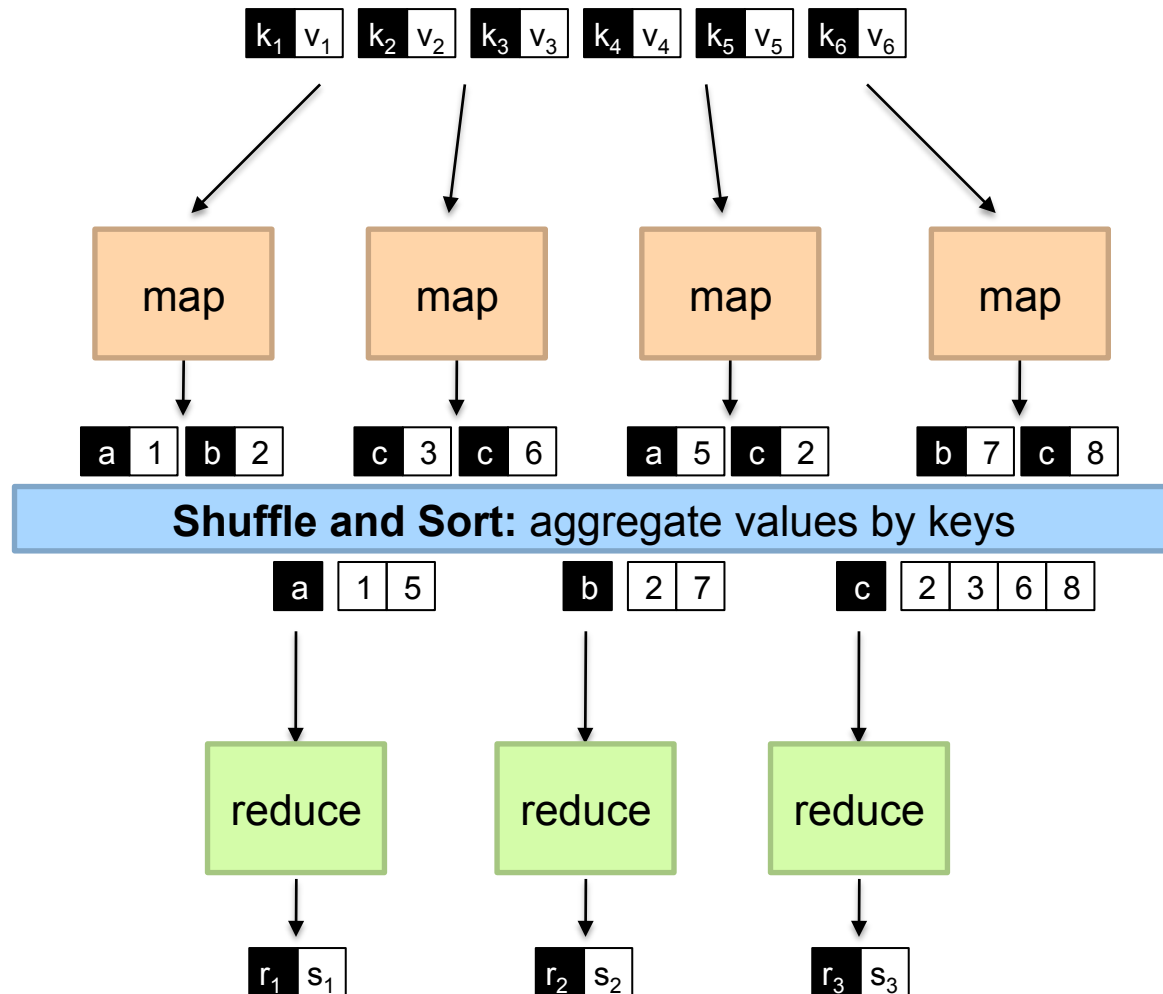 k₁ v₁ k₂ v₂ k₃ v₃ k₄ v₄ k₅ v₅ k₆ v₆
map map map map
a 1 b 2 c 3 c 6 a 5 c 2 b 7 c 8
Shuffle and Sort: aggregate values by keys
a 1 5 b 2 7 c 2 3 6 8
reduce reduce reduce
r₁ s₁ r₂ s₂ r₃ s₃